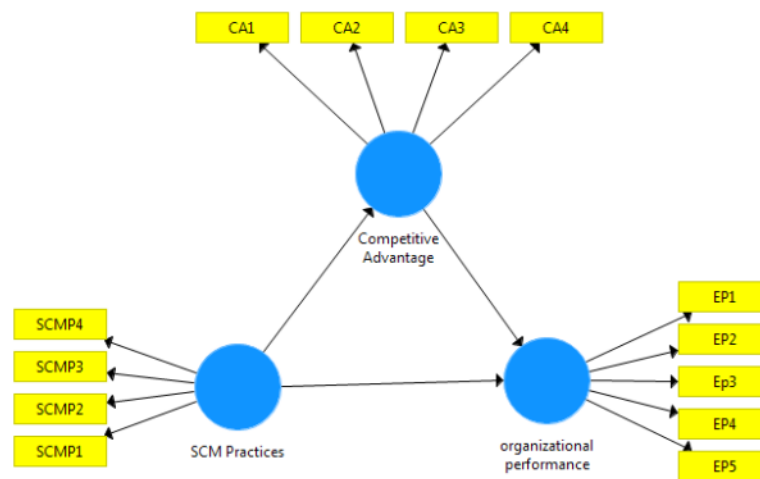 CA1
CA2
CA3
CA4
Competitive
Advantage
SCMP4
SCMP3
SCMP2
SCMP1
SCM Practices
EP1
EP2
Ep3
EP4
EP5
organizational
performance